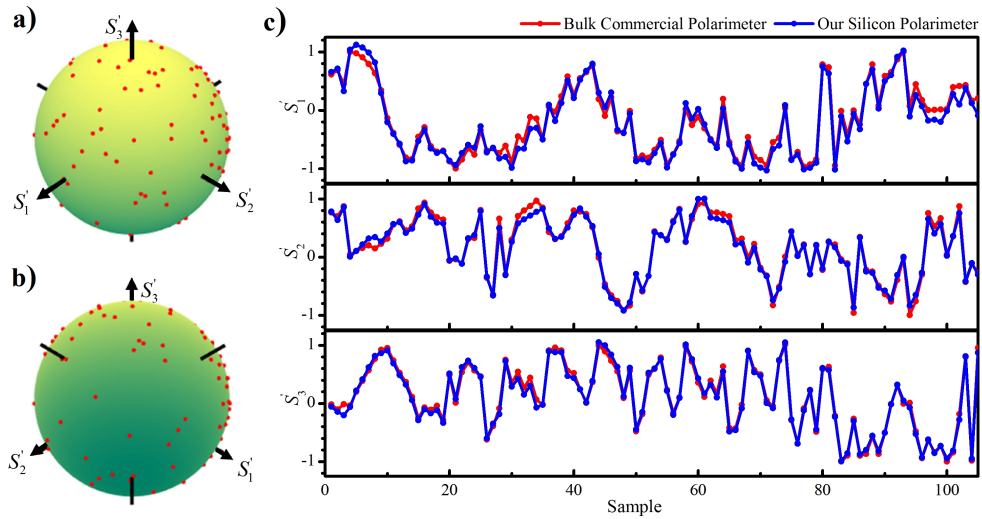 a)
S'3
S'1
S'2
b)
S'3
S'2
S'1
c)
Bulk Commercial Polarimeter
Our Silicon Polarimeter
1
0
-1
S'1
1
0
-1
S'2
1
0
-1
S'3
0
20
40
60
80
100
Sample